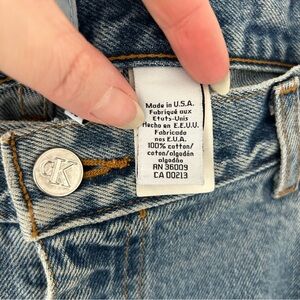 Made in U.S.A.
Fabriqué aux
Etats-Unis
Hecho en E.E.U.U.
Fabricado
nos E.U.A.
100% cotton/
coton/algodón
algodão
RN 36009
CA 00213
cK